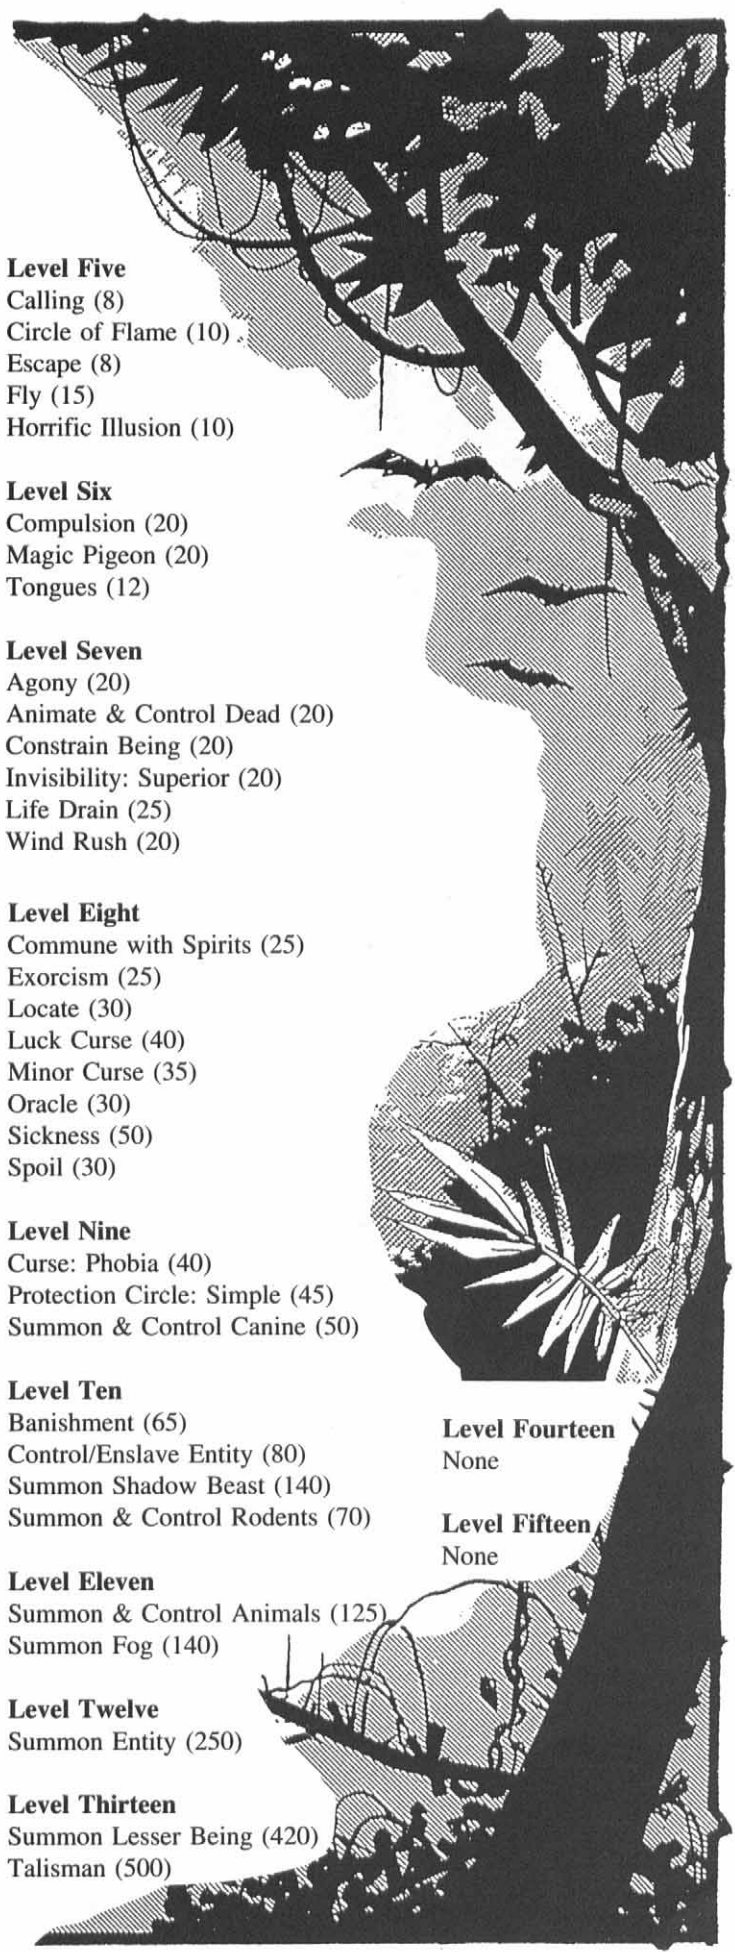 Level Five
Calling (8)
Circle of Flame (10)
Escape (8)
Fly (15)
Horrific Illusion (10)
Level Six
Compulsion (20)
Magic Pigeon (20)
Tongues (12)
Level Seven
Agony (20)
Animate & Control Dead (20)
Constrain Being (20)
Invisibility: Superior (20)
Life Drain (25)
Wind Rush (20)
Level Eight
Commune with Spirits (25)
Exorcism (25)
Locate (30)
Luck Curse (40)
Minor Curse (35)
Oracle (30)
Sickness (50)
Spoil (30)
Level Nine
Curse: Phobia (40)
Protection Circle: Simple (45)
Summon & Control Canine (50)
Level Ten
Banishment (65)
Control/Enslave Entity (80)
Summon Shadow Beast (140)
Summon & Control Rodents (70)
Level Eleven
Summon & Control Animals (125)
Summon Fog (140)
Level Twelve
Summon Entity (250)
Level Thirteen
Summon Lesser Being (420)
Talisman (500)
Level Fourteen
None
Level Fifteen
None